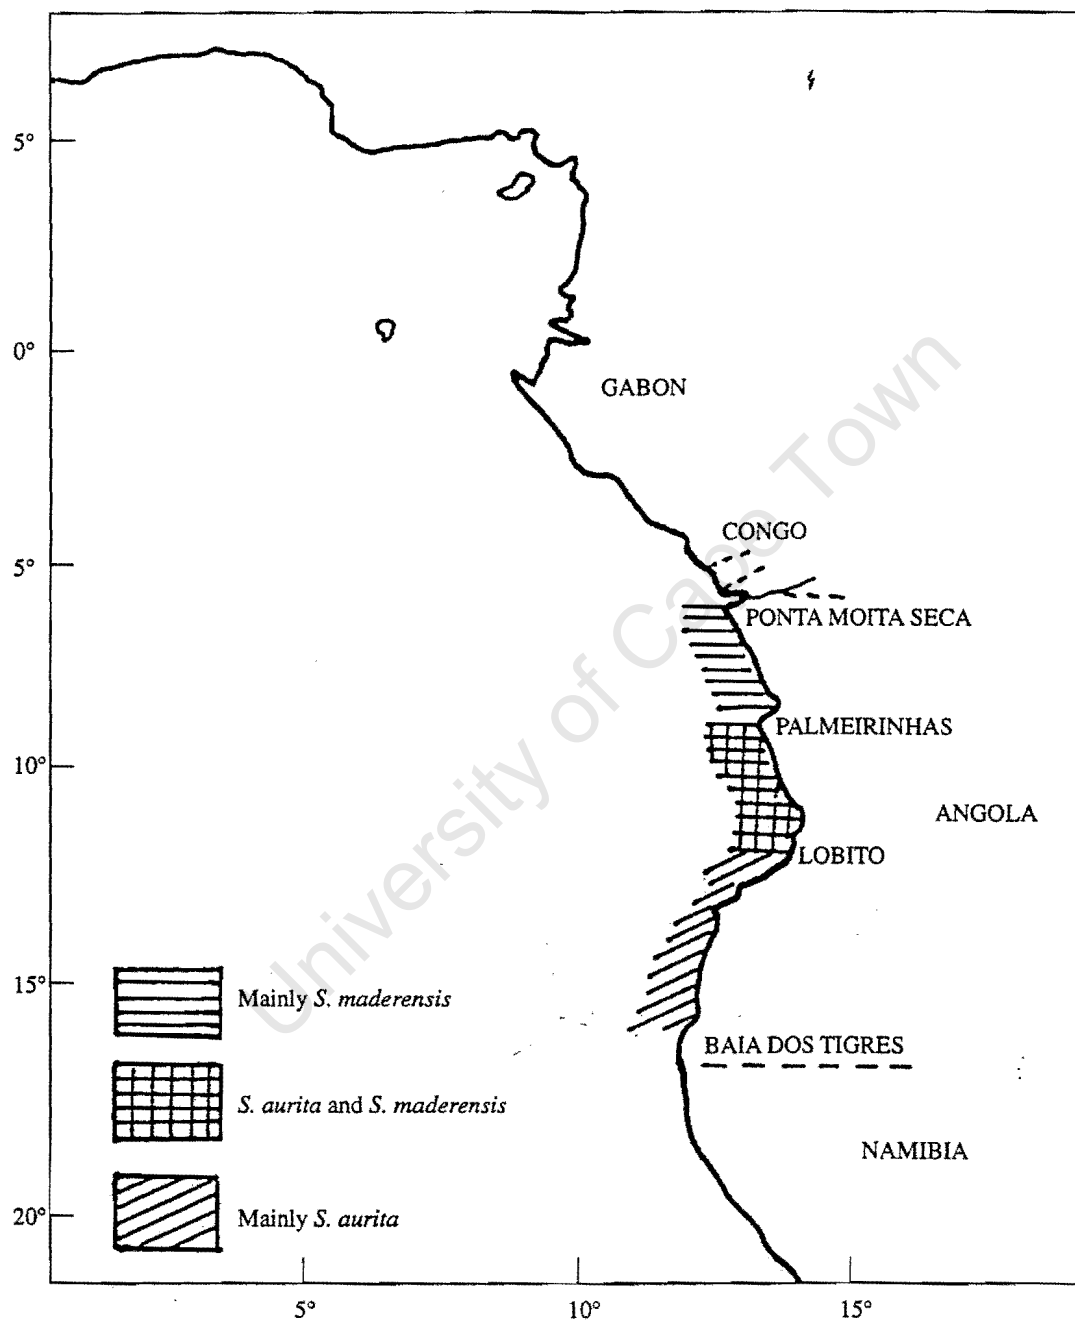 5°
0°
GABON
CONGO
5°
PONTA MOITA SECA
PALMEIRINHAS
10°
ANGOLA
LOBITO
15°
Mainly S. maderensis
BAIA DOS TIGRES
S. aurita and S. maderensis
NAMIBIA
20°
Mainly S. aurita
5°
10°
15°
University of Cape Town